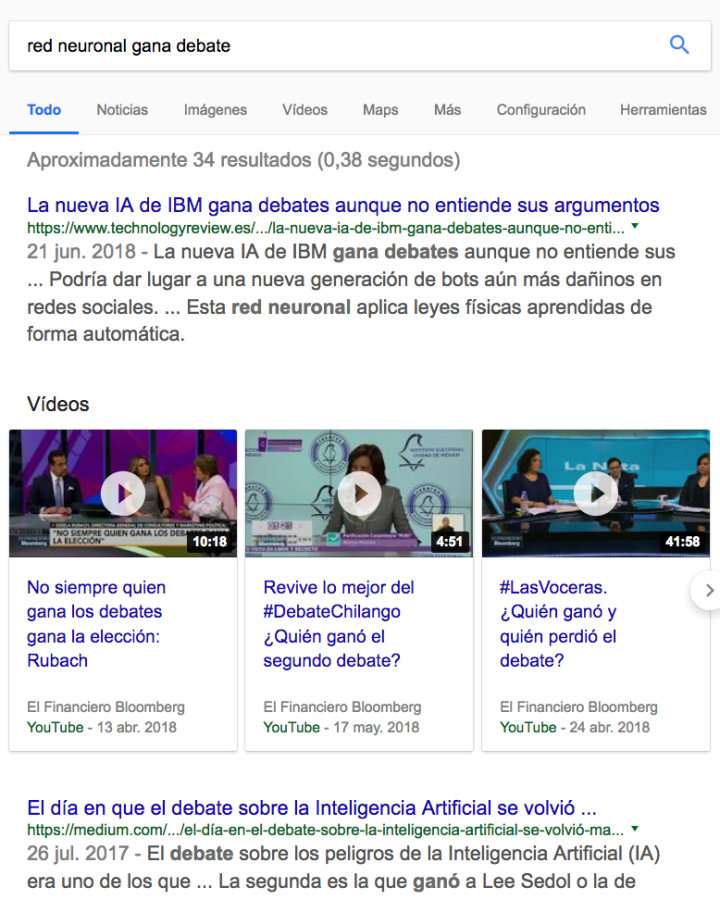 red neuronal gana debate
Todo Noticias Imágenes Vídeos Maps Más Configuración Herramientas
Aproximadamente 34 resultados (0,38 segundos)
La nueva IA de IBM gana debates aunque no entiende sus argumentos
https://www.technologyreview.es/.../la-nueva-ia-de-ibm-gana-debates-aunque-no-enti...
21 jun. 2018 - La nueva IA de IBM gana debates aunque no entiende sus
... Podría dar lugar a una nueva generación de bots aún más dañinos en
redes sociales. ... Esta red neuronal aplica leyes físicas aprendidas de
forma automática.
Vídeos
"NO SIEMPRE QUIEN GANA LOS
LA ELECCIÓN"
10:18
INSTITUTO ELECTORAL
CIUDAD DE MÉXICO
4:51
La Nota
41:58
No siempre quien
gana los debates
gana la elección:
Rubach
El Financiero Bloomberg
YouTube - 13 abr. 2018
Revive lo mejor del
#DebateChilango
¿Quién ganó el
segundo debate?
El Financiero Bloomberg
YouTube - 17 may. 2018
#LasVoceras.
¿Quién ganó y
quién perdió el
debate?
El Financiero Bloomberg
YouTube - 24 abr. 2018
El día en que el debate sobre la Inteligencia Artificial se volvió ...
https://medium.com/.../el-día-en-el-debate-sobre-la-inteligencia-artificial-se-volvió-ma...
26 jul. 2017 - El debate sobre los peligros de la Inteligencia Artificial (IA)
era uno de los que ... La segunda es la que ganó a Lee Sedol o la de